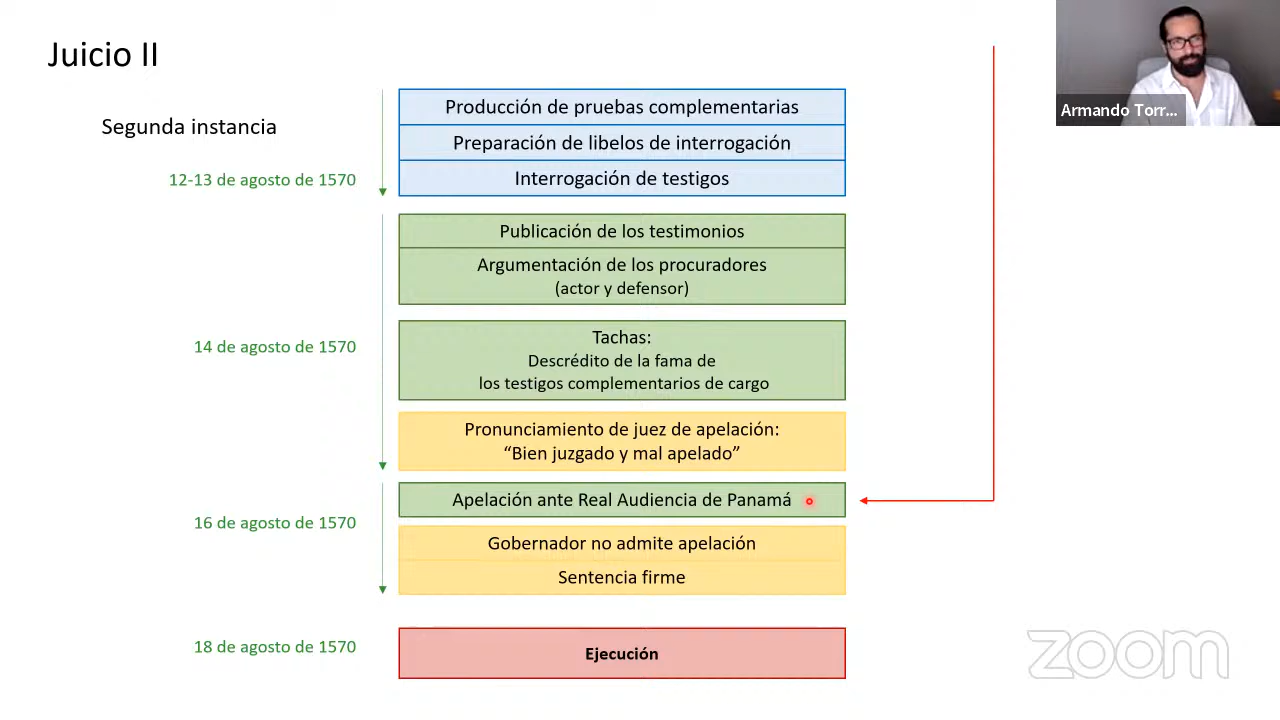 Juicio II
Armando Torr...
Segunda instancia
Producción de pruebas complementarias
Preparación de libelos de interrogación
12-13 de agosto de 1570
Interrogación de testigos
Publicación de los testimonios
Argumentación de los procuradores
(actor y defensor)
14 de agosto de 1570
Tachas:
Descrédito de la fama de
los testigos complementarios de cargo
Pronunciamiento de juez de apelación:
“Bien juzgado y mal apelado”
Apelación ante Real Audiencia de Panamá
16 de agosto de 1570
Gobernador no admite apelación
Sentencia firme
18 de agosto de 1570
Ejecución
zoom